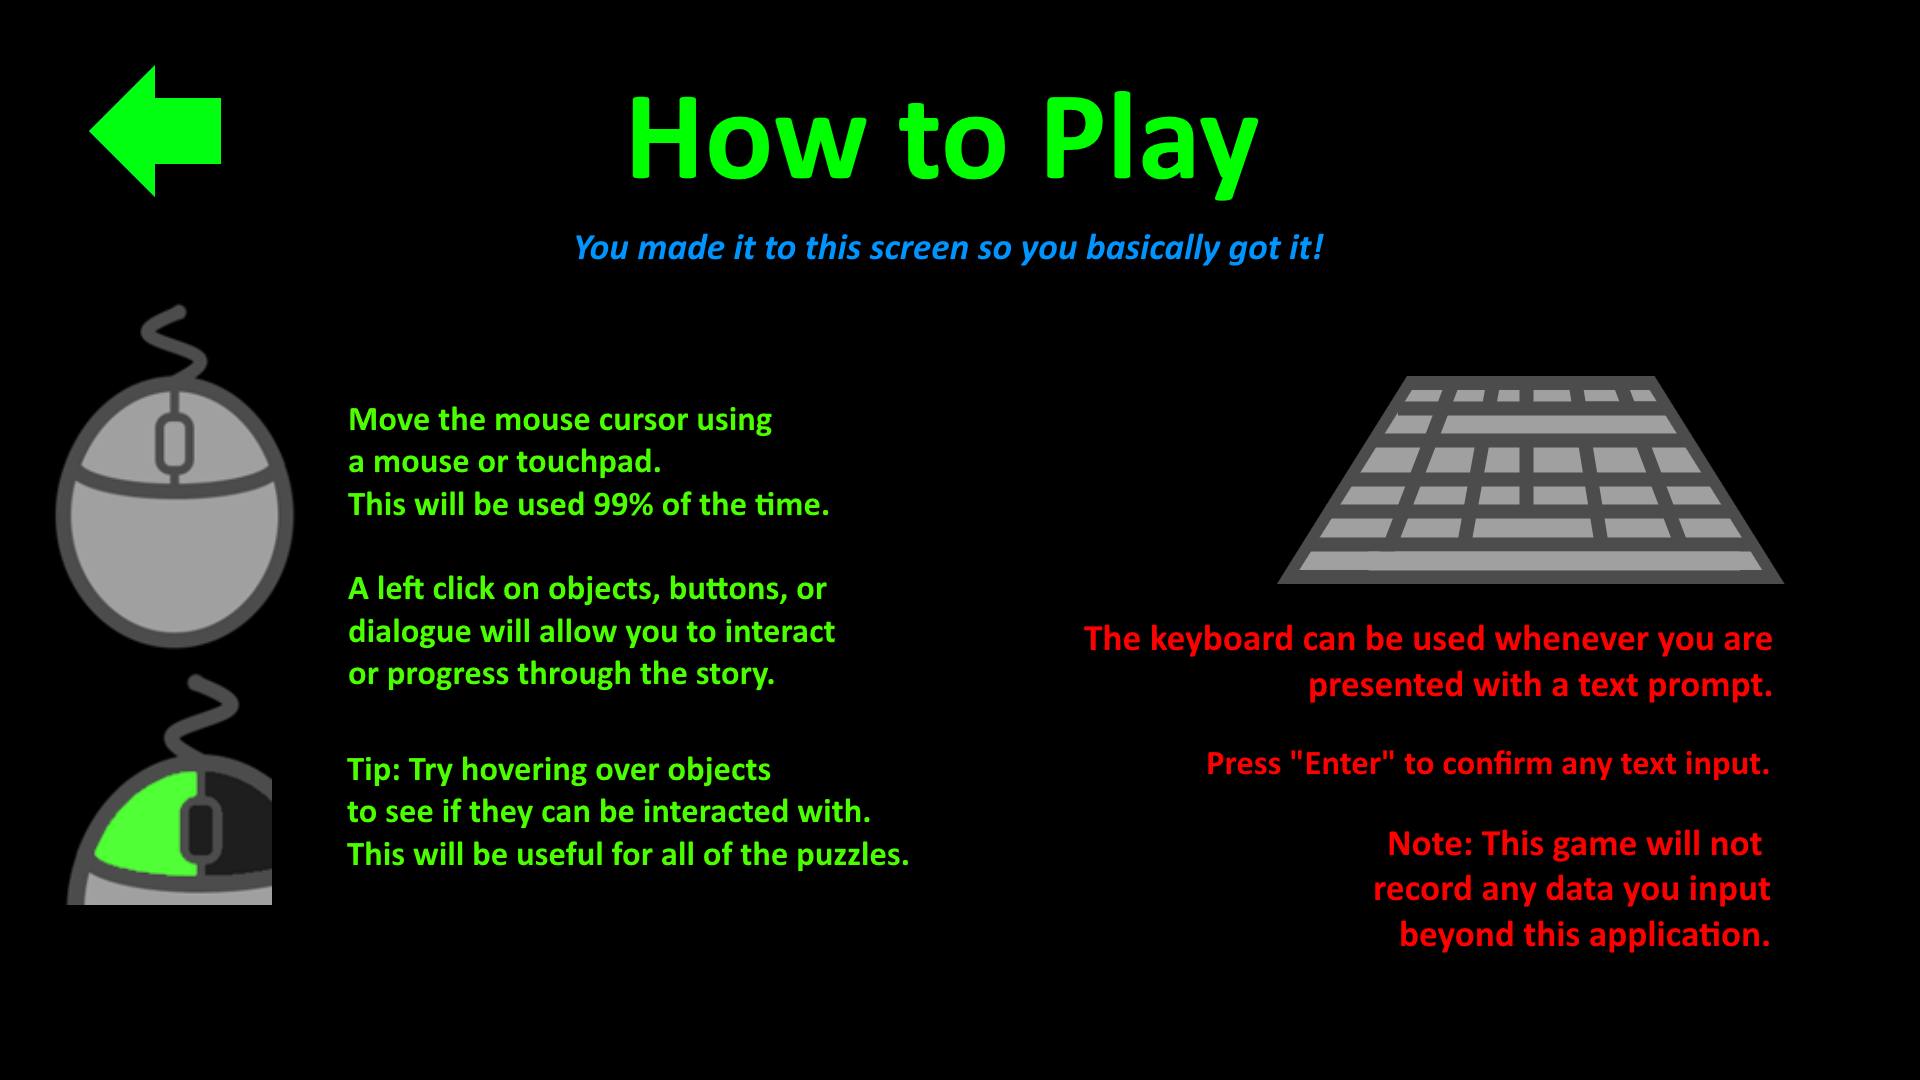 How to Play
You made it to this screen so you basically got it!
Move the mouse cursor using
a mouse or touchpad.
This will be used 99% of the time.
A left click on objects, buttons, or
dialogue will allow you to interact
or progress through the story.
Tip: Try hovering over objects
to see if they can be interacted with.
This will be useful for all of the puzzles.
The keyboard can be used whenever you are
presented with a text prompt.
Press "Enter" to confirm any text input.
Note: This game will not
record any data you input
beyond this application.